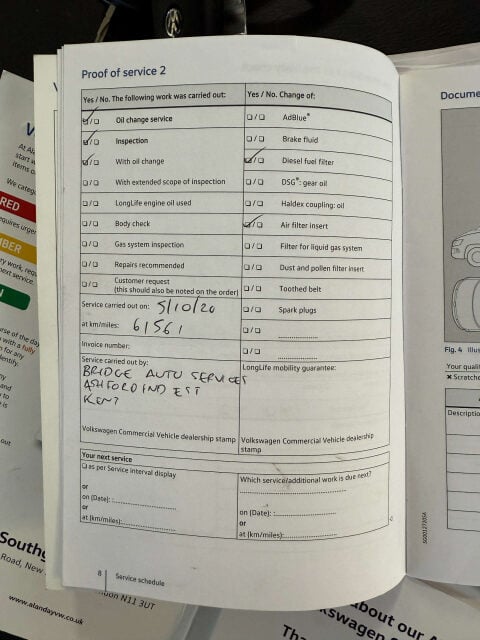 Proof of service 2
Yes / No. The following work was carried out:
Yes / No. Change of:
Oil change service
Inspection
With oil change
With extended scope of inspection
LongLife engine oil used
Body check
Gas system inspection
Repairs recommended
Customer request
(this should also be noted on the order)
AdBlue®
Brake fluid
Diesel fuel filter
DSG®: gear oil
Haldex coupling: oil
Air filter insert
Filter for liquid gas system
Dust and pollen filter insert
Toothed belt
Spark plugs
Service carried out on: 5/10/20
at km/miles: 61561
Invoice number:
Service carried out by:
BRIDGE AUTO SERVICES
ASHFORD IND EST
KENT
Volkswagen Commercial Vehicle dealership stamp
LongLife mobility guarantee:
Volkswagen Commercial Vehicle dealership
stamp
Your next service
as per Service interval display
or
on (Date):
or
at (km/miles):
Which service/additional work is due next?
on (Date):
or
at (km/miles):
8 Service schedule
Docume
Fig. 4 Illus
Your quali
× Scratche
Descriptio
SG0012720SA
RED
BER
Southg
Road, New
London N11 3UT
www.alandayvw.co.uk
about our A
kswagen
Tha